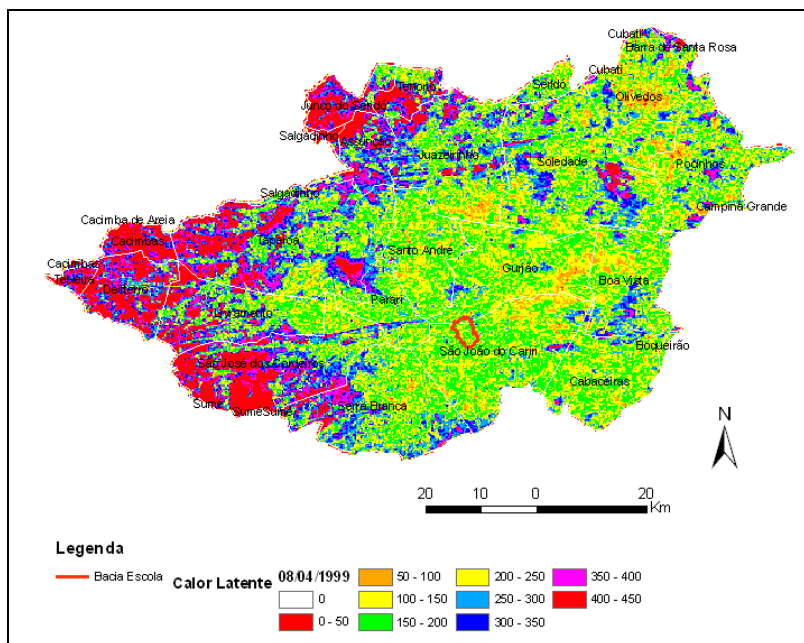 Cubati
Barra de Santa Rosa
Cubati
Seridó
Olivedos
Tenório
Junco do Seridó
Salgadinho
Assunção
Juazeirinho
Soledade
Pocinhos
Salgadinho
Campina Grande
Cacimba de Areia
Cacimbas
Taperoá
Santo André
Cacimbas
Teixeira
Desterro
Gurjão
Boa Vista
Parari
Livramento
São João do Cariri
Boqueirão
São José dos Cordeiros
Cabaceiras
Sumé
SuméSumé
Serra Branca
N
20 10 0 20
Km
Legenda
Bacia Escola
Calor Latente
08/04/1999
0
0 - 50
50 - 100
100 - 150
150 - 200
200 - 250
250 - 300
300 - 350
350 - 400
400 - 450